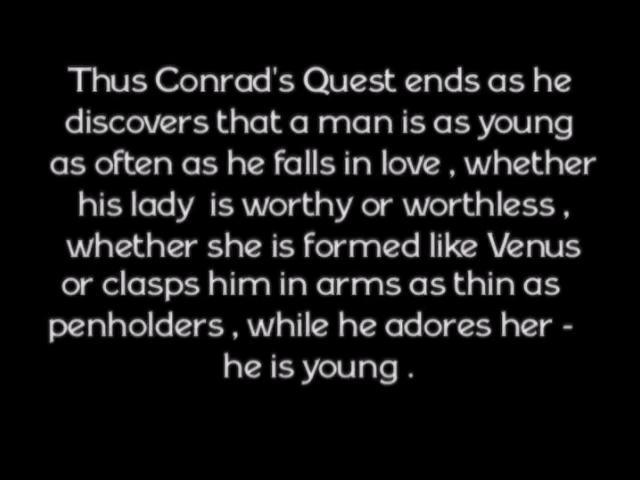 Thus Conrad's Quest ends as he
discovers that a man is as young
as often as he falls in love , whether
his lady is worthy or worthless ,
whether she is formed like Venus
or clasps him in arms as thin as
penholders , while he adores her -
he is young .